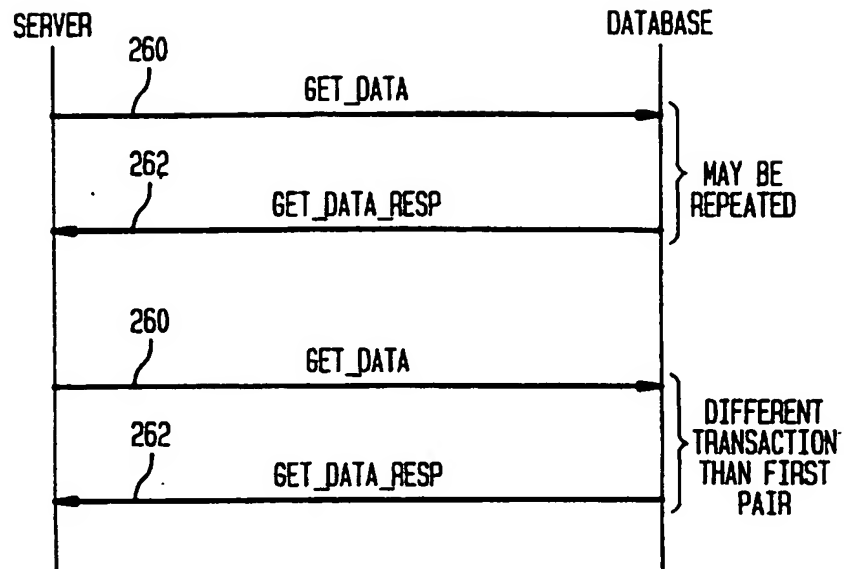 SERVER
DATABASE
260
GET_DATA
262
GET_DATA_RESP
MAY BE
REPEATED
260
GET_DATA
262
GET_DATA_RESP
DIFFERENT
TRANSACTION
THAN FIRST
PAIR